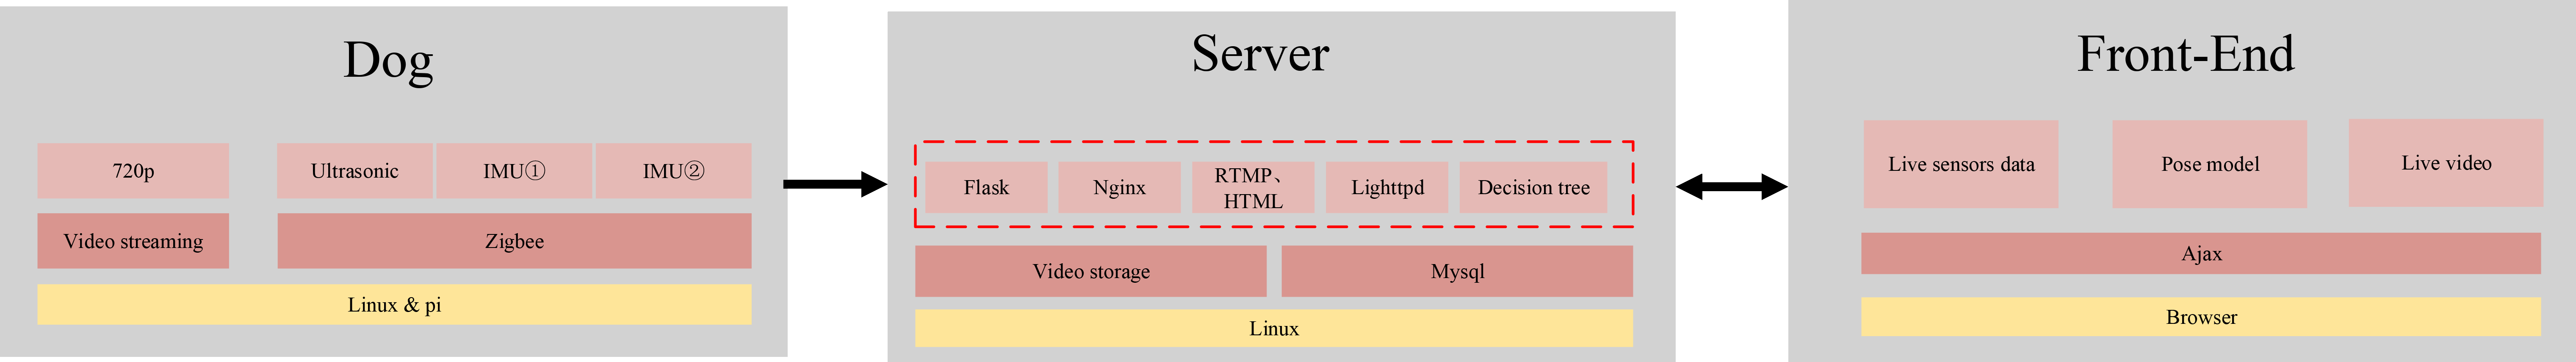 Dog
720p
Ultrasonic
IMU①
IMU②
Video streaming
Zigbee
Linux & pi
Server
Flask
Nginx
RTMP、
HTML
Lighttpd
Decision tree
Video storage
Mysql
Linux
Front-End
Live sensors data
Pose model
Live video
Ajax
Browser